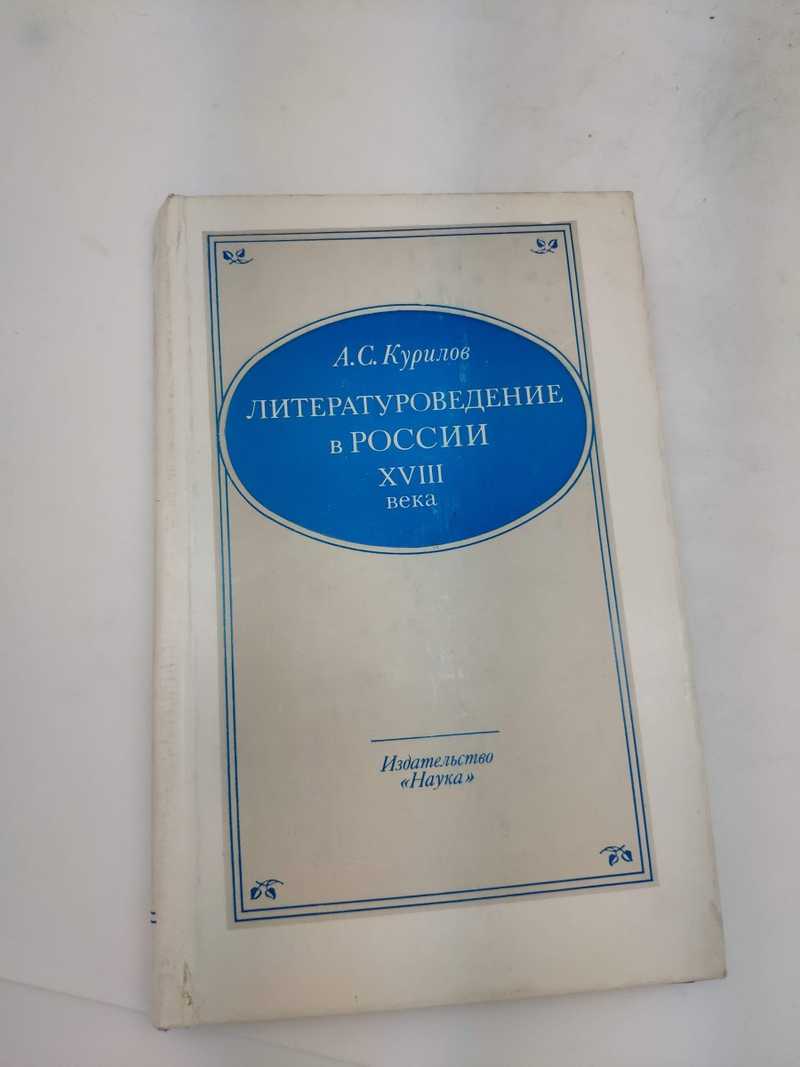 А.С.Курилов
ЛИТЕРАТУРОВЕДЕНИЕ
в РОССИИ
XVIII
века
Издательство
«Наука»